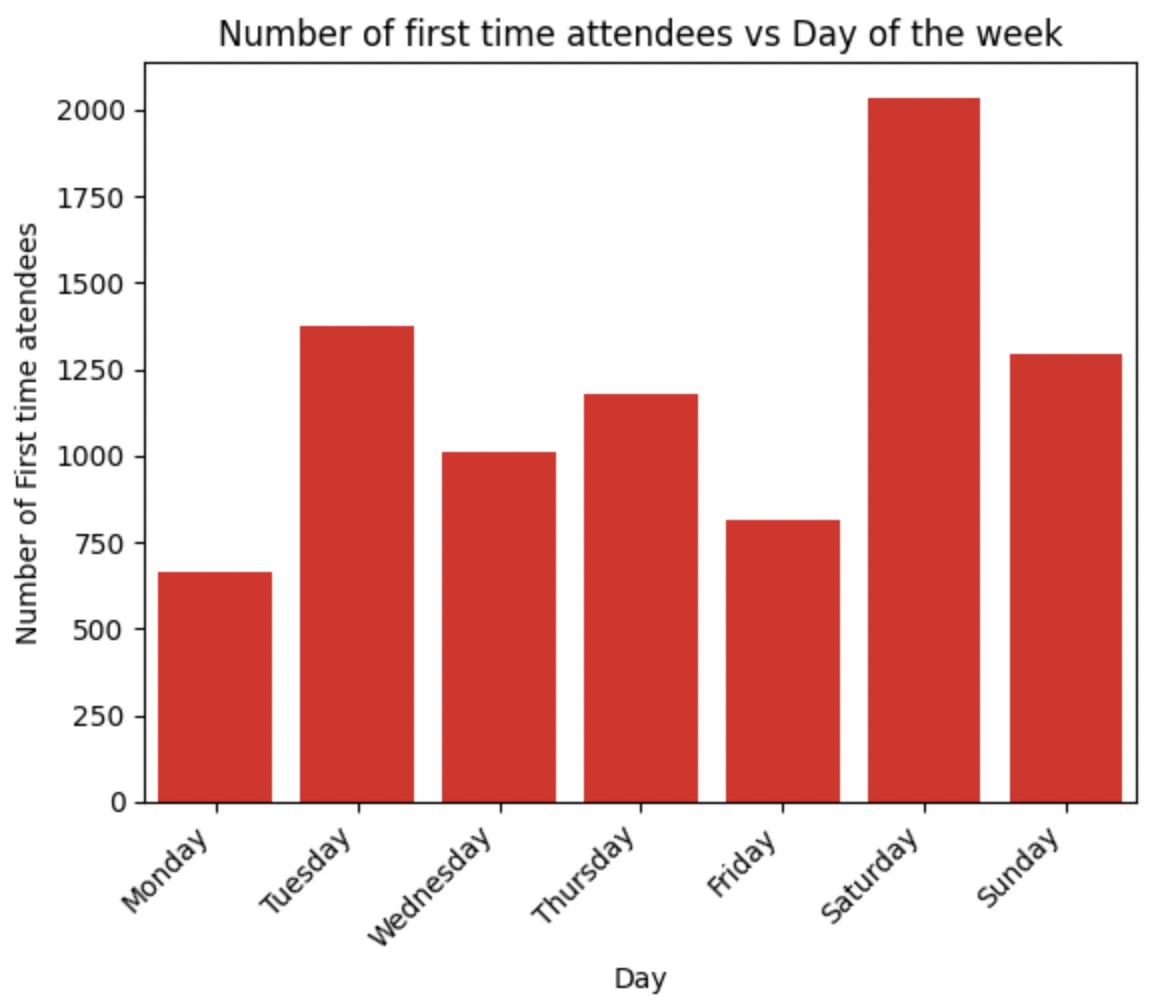 Number of first time attendees vs Day of the week
Number of First time atendees
2000
1750
1500
1250
1000
750
500
250
0
Monday
Tuesday
Wednesday
Thursday
Friday
Saturday
Sunday
Day